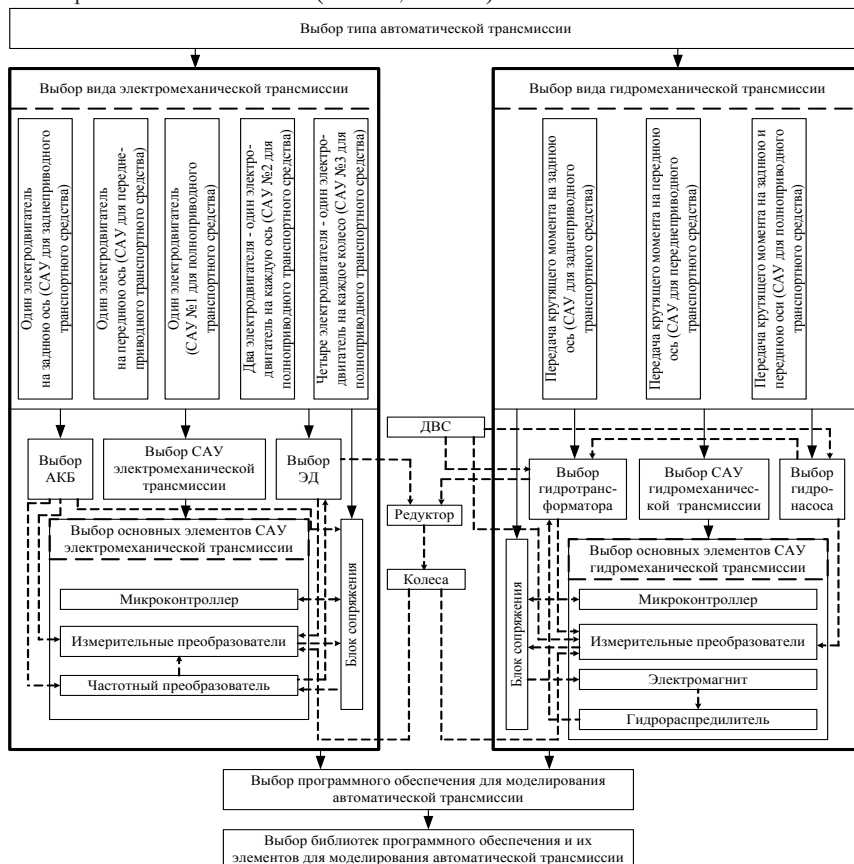 Выбор типа автоматической трансмиссии
Выбор вида электромеханической трансмиссии
Один электродвигатель
на заднюю ось (САУ для заднеприводного
транспортного средства)
Один электродвигатель
на переднюю ось (САУ для передне-
приводного транспортного средства)
Один электродвигатель
(САУ №1 для полноприводного
транспортного средства)
Два электродвигателя - один электро-
двигатель на каждую ось (САУ №2 для
полноприводного транспортного средства)
Четыре электродвигателя - один электро-
двигатель на каждое колесо (САУ №3 для
полноприводного транспортного средства)
Выбор вида гидромеханической трансмиссии
Передача крутящего момента на заднюю
ось (САУ для заднеприводного
транспортного средства)
Передача крутящего момента на переднюю
ось (САУ для переднеприводного
транспортного средства)
Передача крутящего момента на заднюю и
переднюю оси (САУ для полноприводного
транспортного средства)
Выбор
АКБ
Выбор САУ
электромеханической
трансмиссии
Выбор
ЭД
ДВС
Редуктор
Колеса
Выбор
гидротранс-
форматора
Выбор САУ
гидромеханичес-
кой трансмиссии
Выбор
гидро-
насоса
Выбор основных элементов САУ
электромеханической трансмиссии
Микроконтроллер
Измерительные преобразователи
Частотный преобразователь
Блок сопряжения
Блок сопряжения
Выбор основных элементов САУ
гидромеханической трансмиссии
Микроконтроллер
Измерительные преобразователи
Электромагнит
Гидрораспредилитель
Выбор программного обеспечения для моделирования
автоматической трансмиссии
Выбор библиотек программного обеспечения и их
элементов для моделирования автоматической трансмиссии